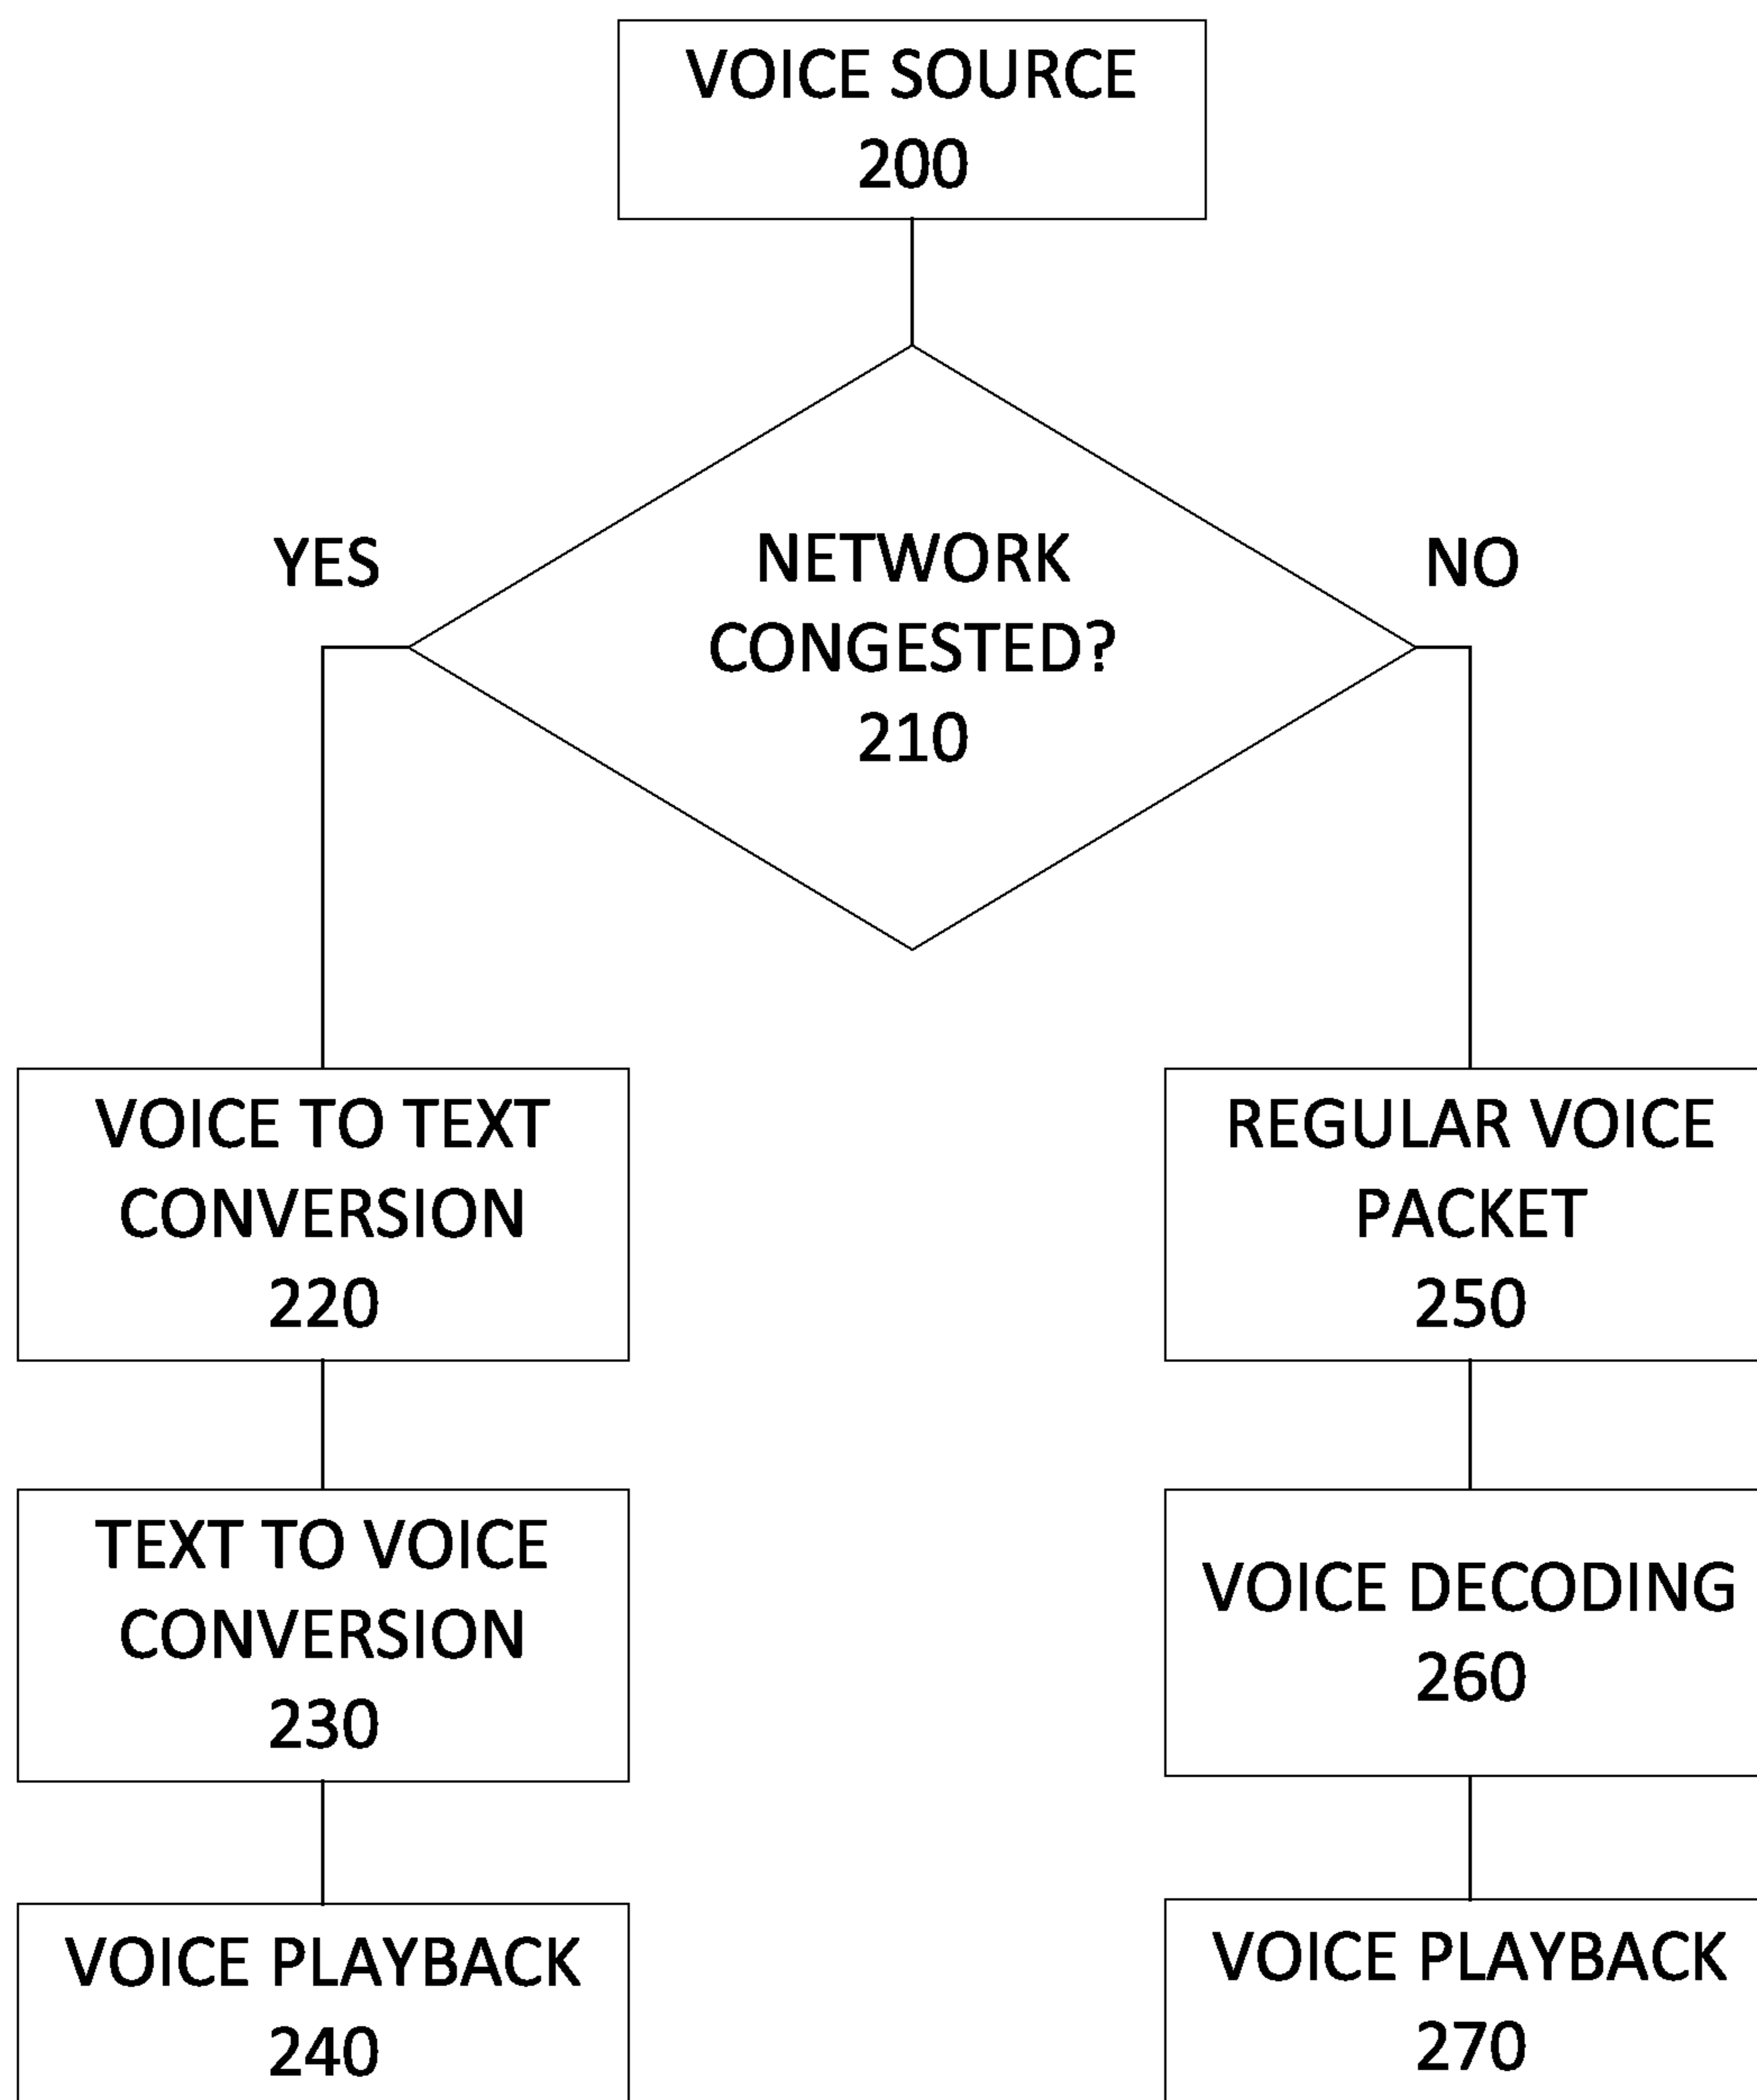 VOICE SOURCE
200
NETWORK
CONGESTED?
210
YES
NO
VOICE TO TEXT
CONVERSION
220
TEXT TO VOICE
CONVERSION
230
VOICE PLAYBACK
240
REGULAR VOICE
PACKET
250
VOICE DECODING
260
VOICE PLAYBACK
270